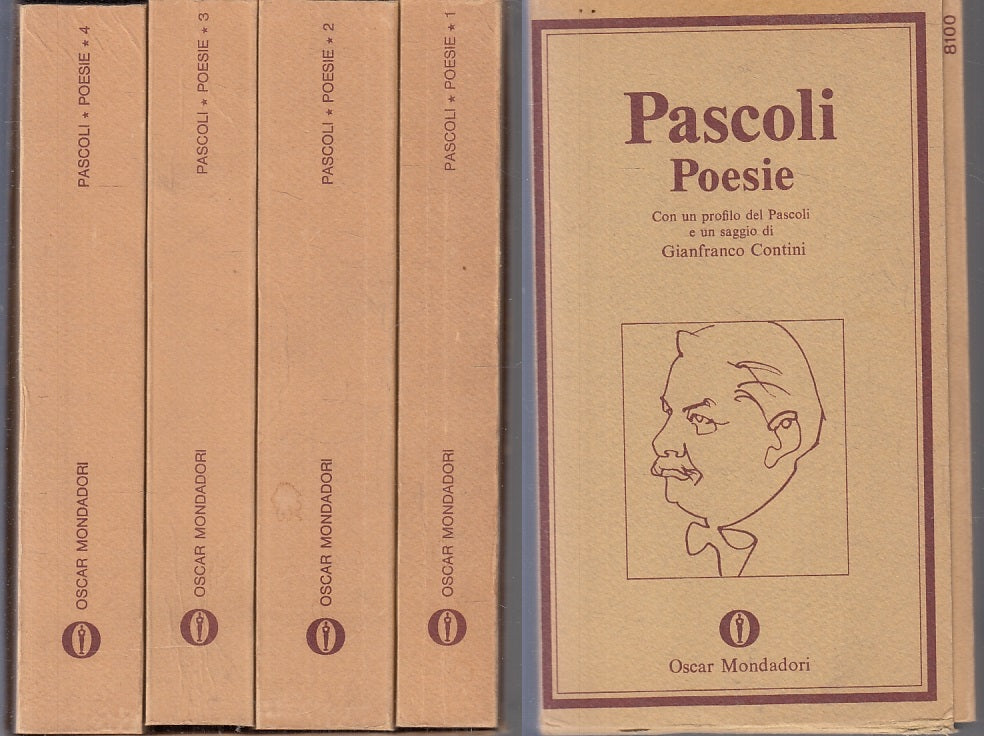 PASCOLI ★ POESIE ★ 4
OSCAR MONDADORI
PASCOLI ★ POESIE ★ 3
OSCAR MONDADORI
PASCOLI ★ POESIE ★ 2
OSCAR MONDADORI
PASCOLI ★ POESIE ★ 1
OSCAR MONDADORI
Pascoli
Poesie
Con un profilo del Pascoli
e un saggio di
Gianfranco Contini
Oscar Mondadori
8100